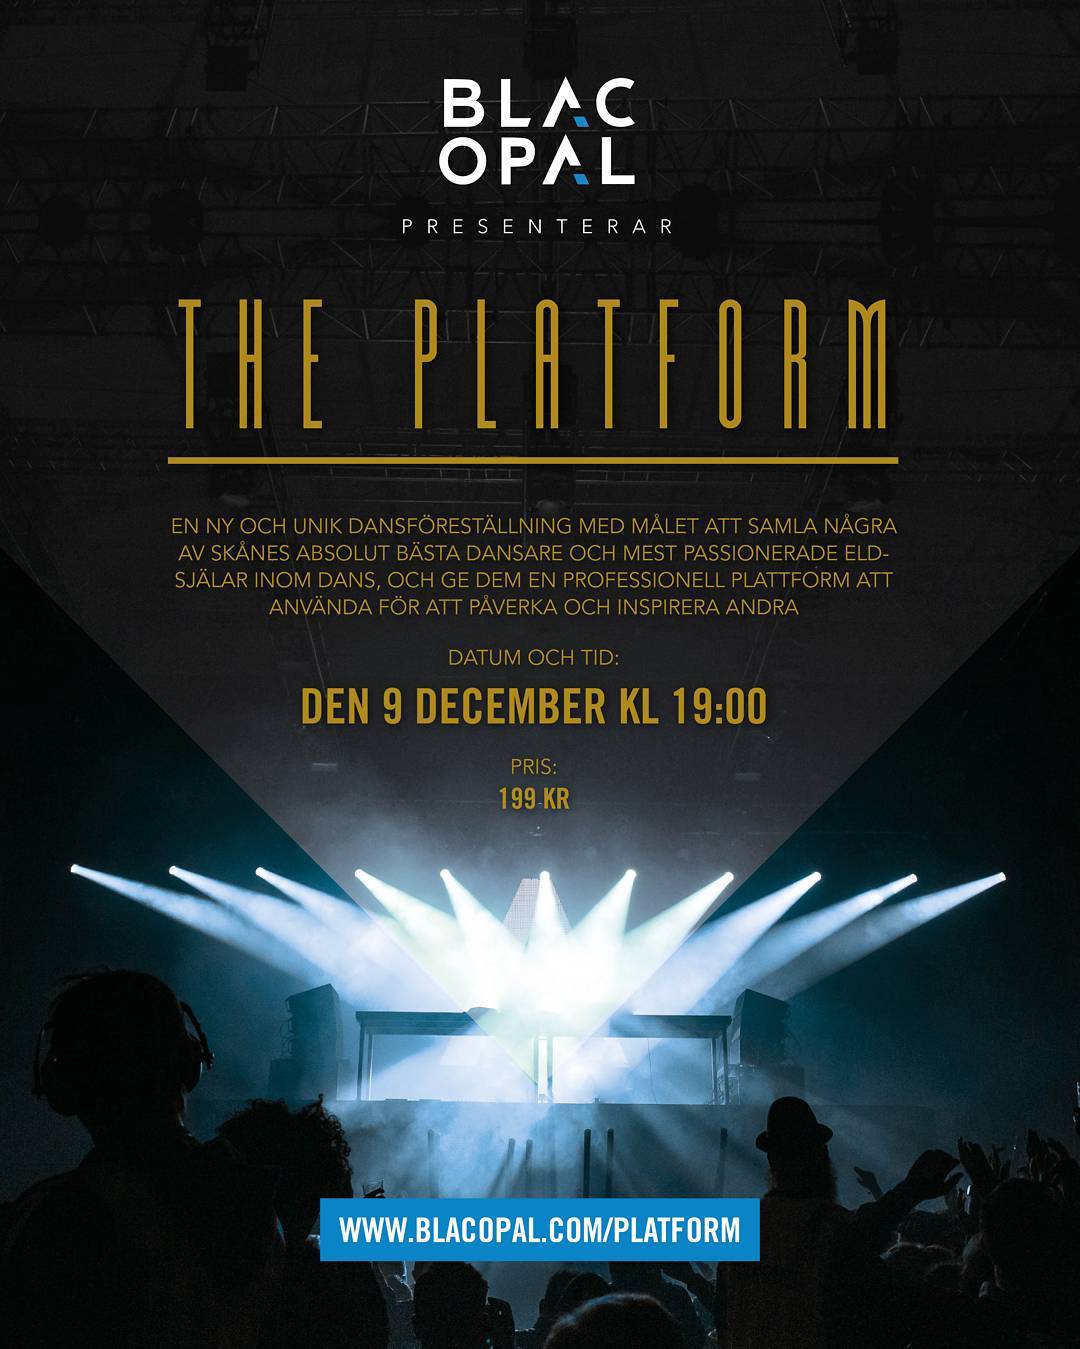 BLAC
OPAL
PRESENTERAR
THE PLATFORM
EN NY OCH UNIK DANSFÖRESTÄLLNING MED MÅLET ATT SAMLA NÅGRA
AV SKÅNES ABSOLUT BÄSTA DANSARE OCH MEST PASSIONERADE ELD-
SJÄLAR INOM DANS, OCH GE DEM EN PROFESSIONELL PLATTFORM ATT
ANVÄNDA FÖR ATT PÅVERKA OCH INSPIRERA ANDRA
DATUM OCH TID:
DEN 9 DECEMBER KL 19:00
PRIS:
199 KR
WWW.BLACOPAL.COM/PLATFORM